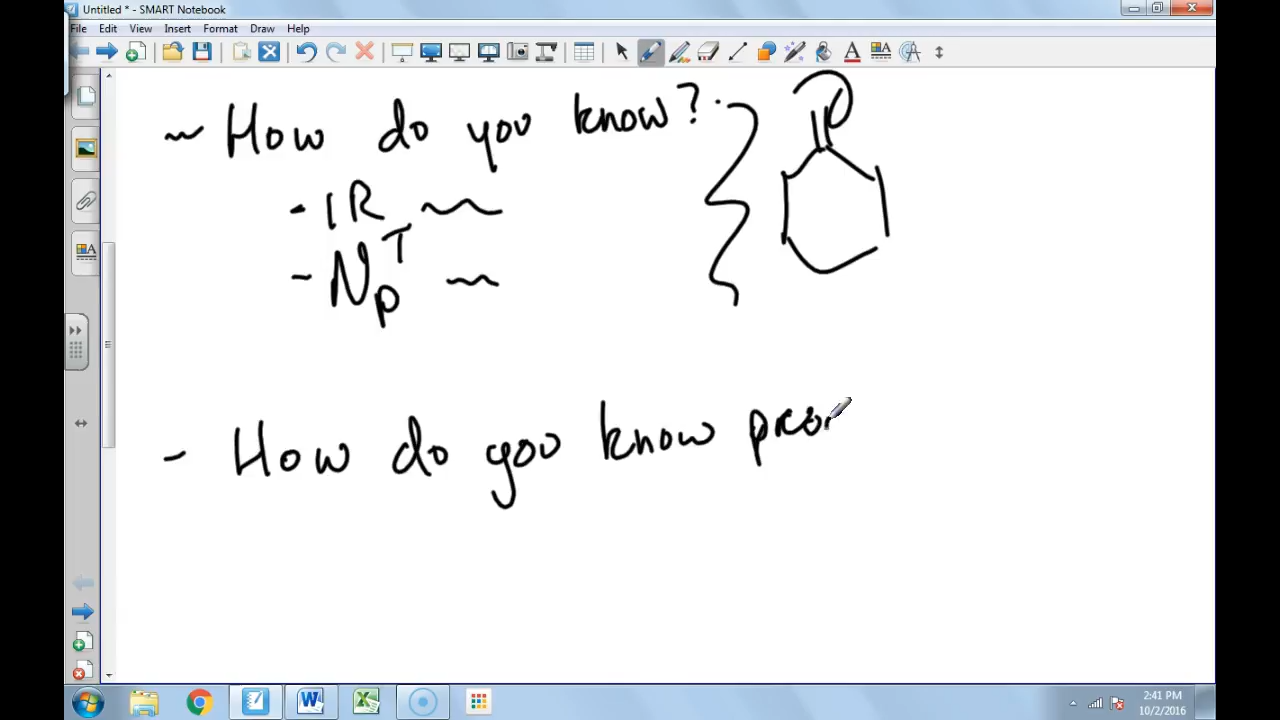 Untitled * - SMART Notebook
File Edit View Insert Format Draw Help
~ How do you know?
- IR
- Np T
- How do you know
2:41 PM
10/2/2016